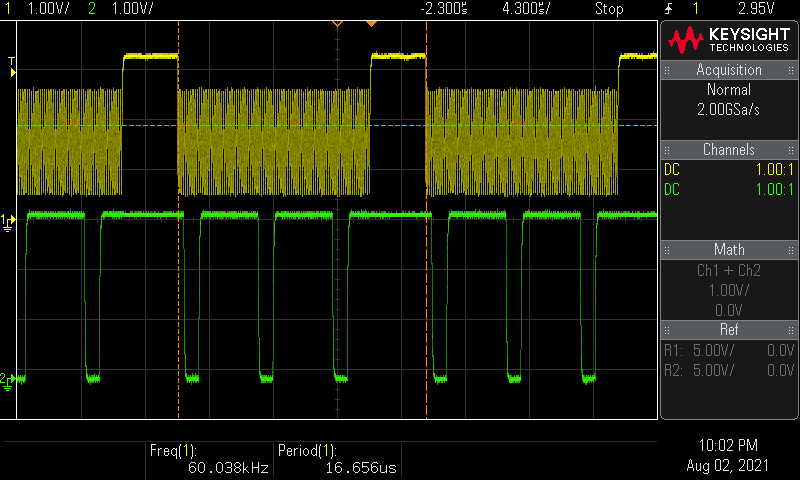 1 1.00V/ 2 1.00V/ -2.300s 4.300s/ Stop 1 2.95V
T
1
2
KEYSIGHT
TECHNOLOGIES
Acquisition
Normal
2.00GSa/s
Channels
DC 1.00:1
DC 1.00:1
Math
Ch1 + Ch2
1.00V/
0.0V
Ref
R1: 5.00V/ 0.0V
R2: 5.00V/ 0.0V
Freq(1): Period(1):
60.038kHz 16.656us
10:02 PM
Aug 02, 2021